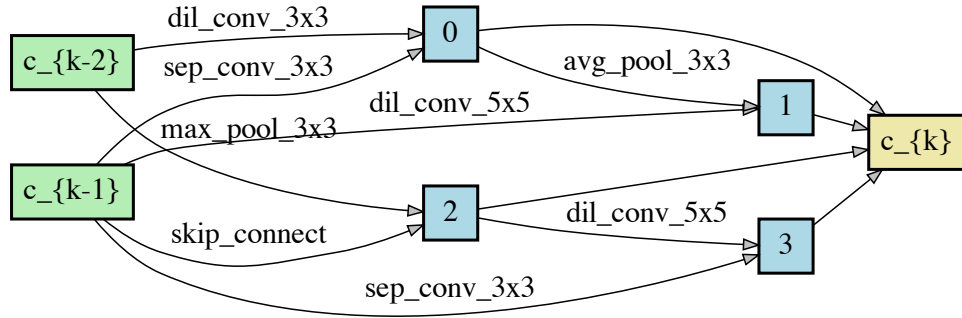 dil_conv_3x3
0
c_{k-2}
sep_conv_3x3
avg_pool_3x3
dil_conv_5x5
1
max_pool_3x3
c_{k}
c_{k-1}
2
dil_conv_5x5
skip_connect
3
sep_conv_3x3